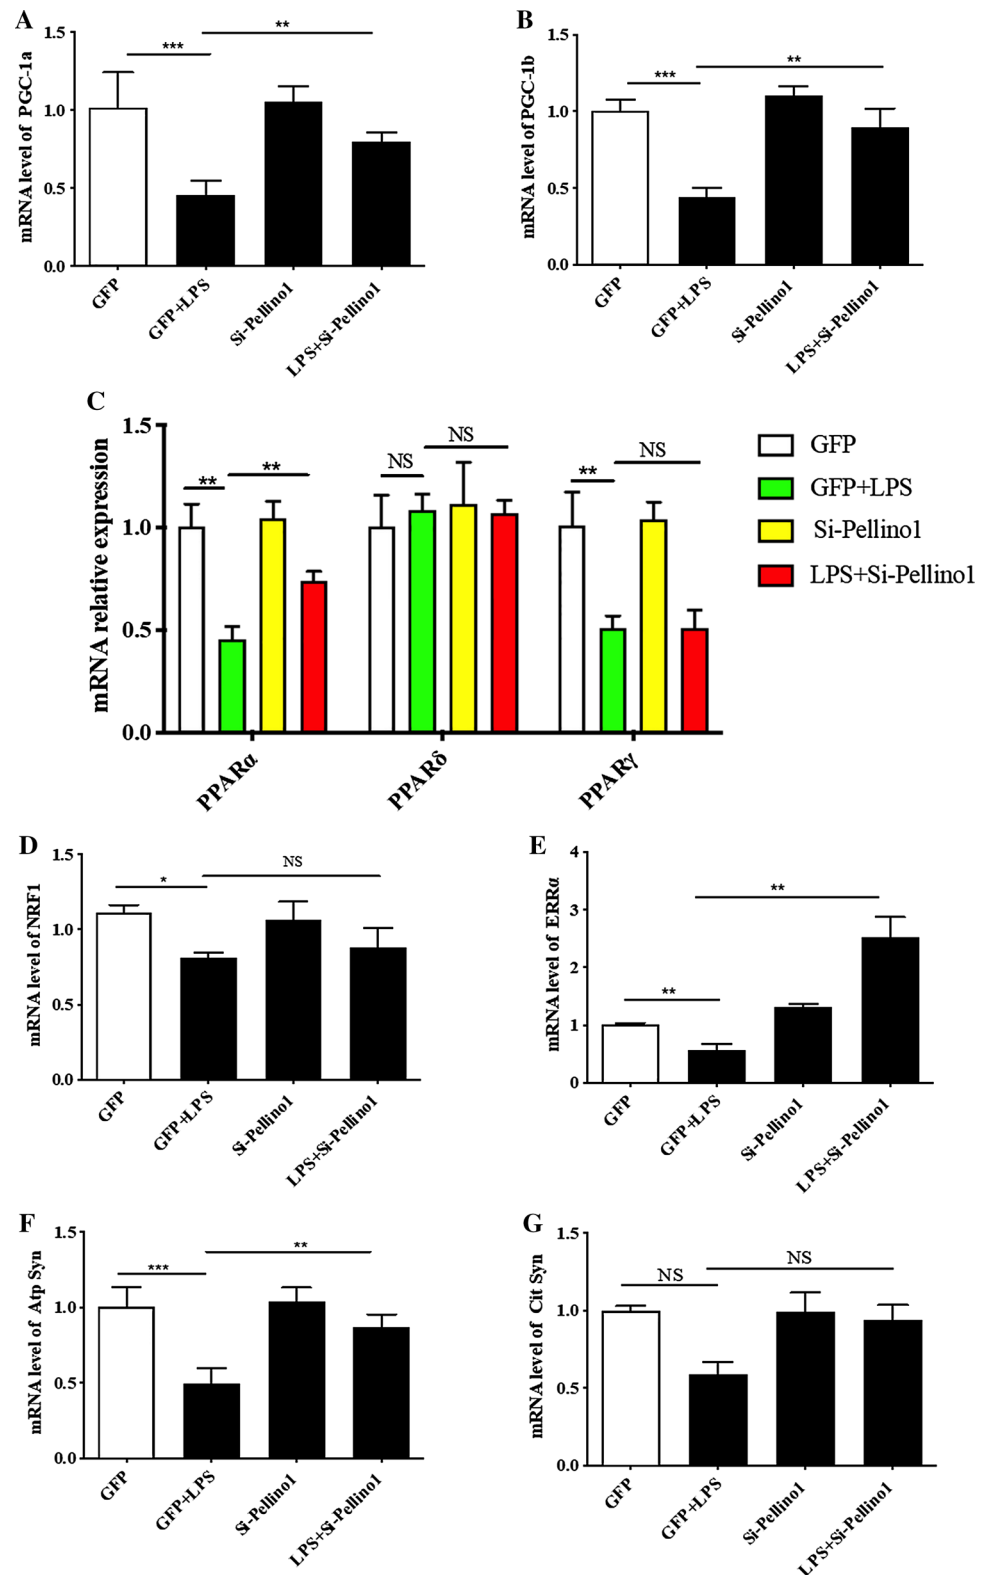 A
mRNA level of PGC-1a
1.5
1.0
0.5
0.0
***
**
GFP
GFP+LPS
Si-Pellino1
LPS+Si-Pellino1
B
mRNA level of PGC-1b
1.5
1.0
0.5
0.0
***
**
GFP
GFP+LPS
Si-Pellino1
LPS+Si-Pellino1
C
mRNA relative expression
1.5
1.0
0.5
0.0
**
**
NS
NS
**
NS
PPARα
PPARδ
PPARγ
GFP
GFP+LPS
Si-Pellino1
LPS+Si-Pellino1
D
mRNA level of NRF1
1.5
1.0
0.5
0.0
*
NS
GFP
GFP+LPS
Si-Pellino1
LPS+Si-Pellino1
E
mRNA level of ERRα
4
3
2
1
0
**
**
GFP
GFP+LPS
Si-Pellino1
LPS+Si-Pellino1
F
mRNA level of Atp Syn
1.5
1.0
0.5
0.0
***
**
GFP
GFP+LPS
Si-Pellino1
LPS+Si-Pellino1
G
mRNA level of Cit Syn
1.5
1.0
0.5
0.0
NS
NS
GFP
GFP+LPS
Si-Pellino1
LPS+Si-Pellino1